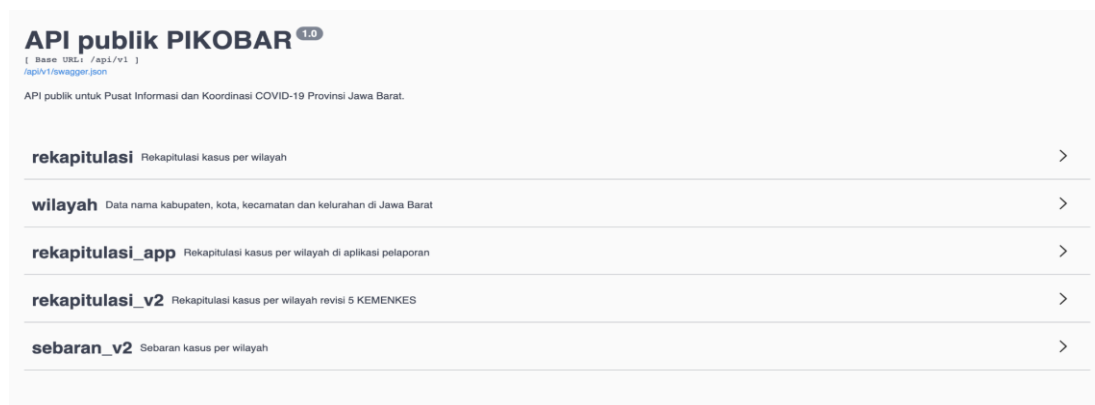 API publik PIKOBAR 1.0
[ Base URL: /api/v1 ]
/api/v1/swagger.json
API publik untuk Pusat Informasi dan Koordinasi COVID-19 Provinsi Jawa Barat.
rekapitulasi Rekapitulasi kasus per wilayah
wilayah Data nama kabupaten, kota, kecamatan dan kelurahan di Jawa Barat
rekapitulasi_app Rekapitulasi kasus per wilayah di aplikasi pelaporan
rekapitulasi_v2 Rekapitulasi kasus per wilayah revisi 5 KEMENKES
sebaran_v2 Sebaran kasus per wilayah